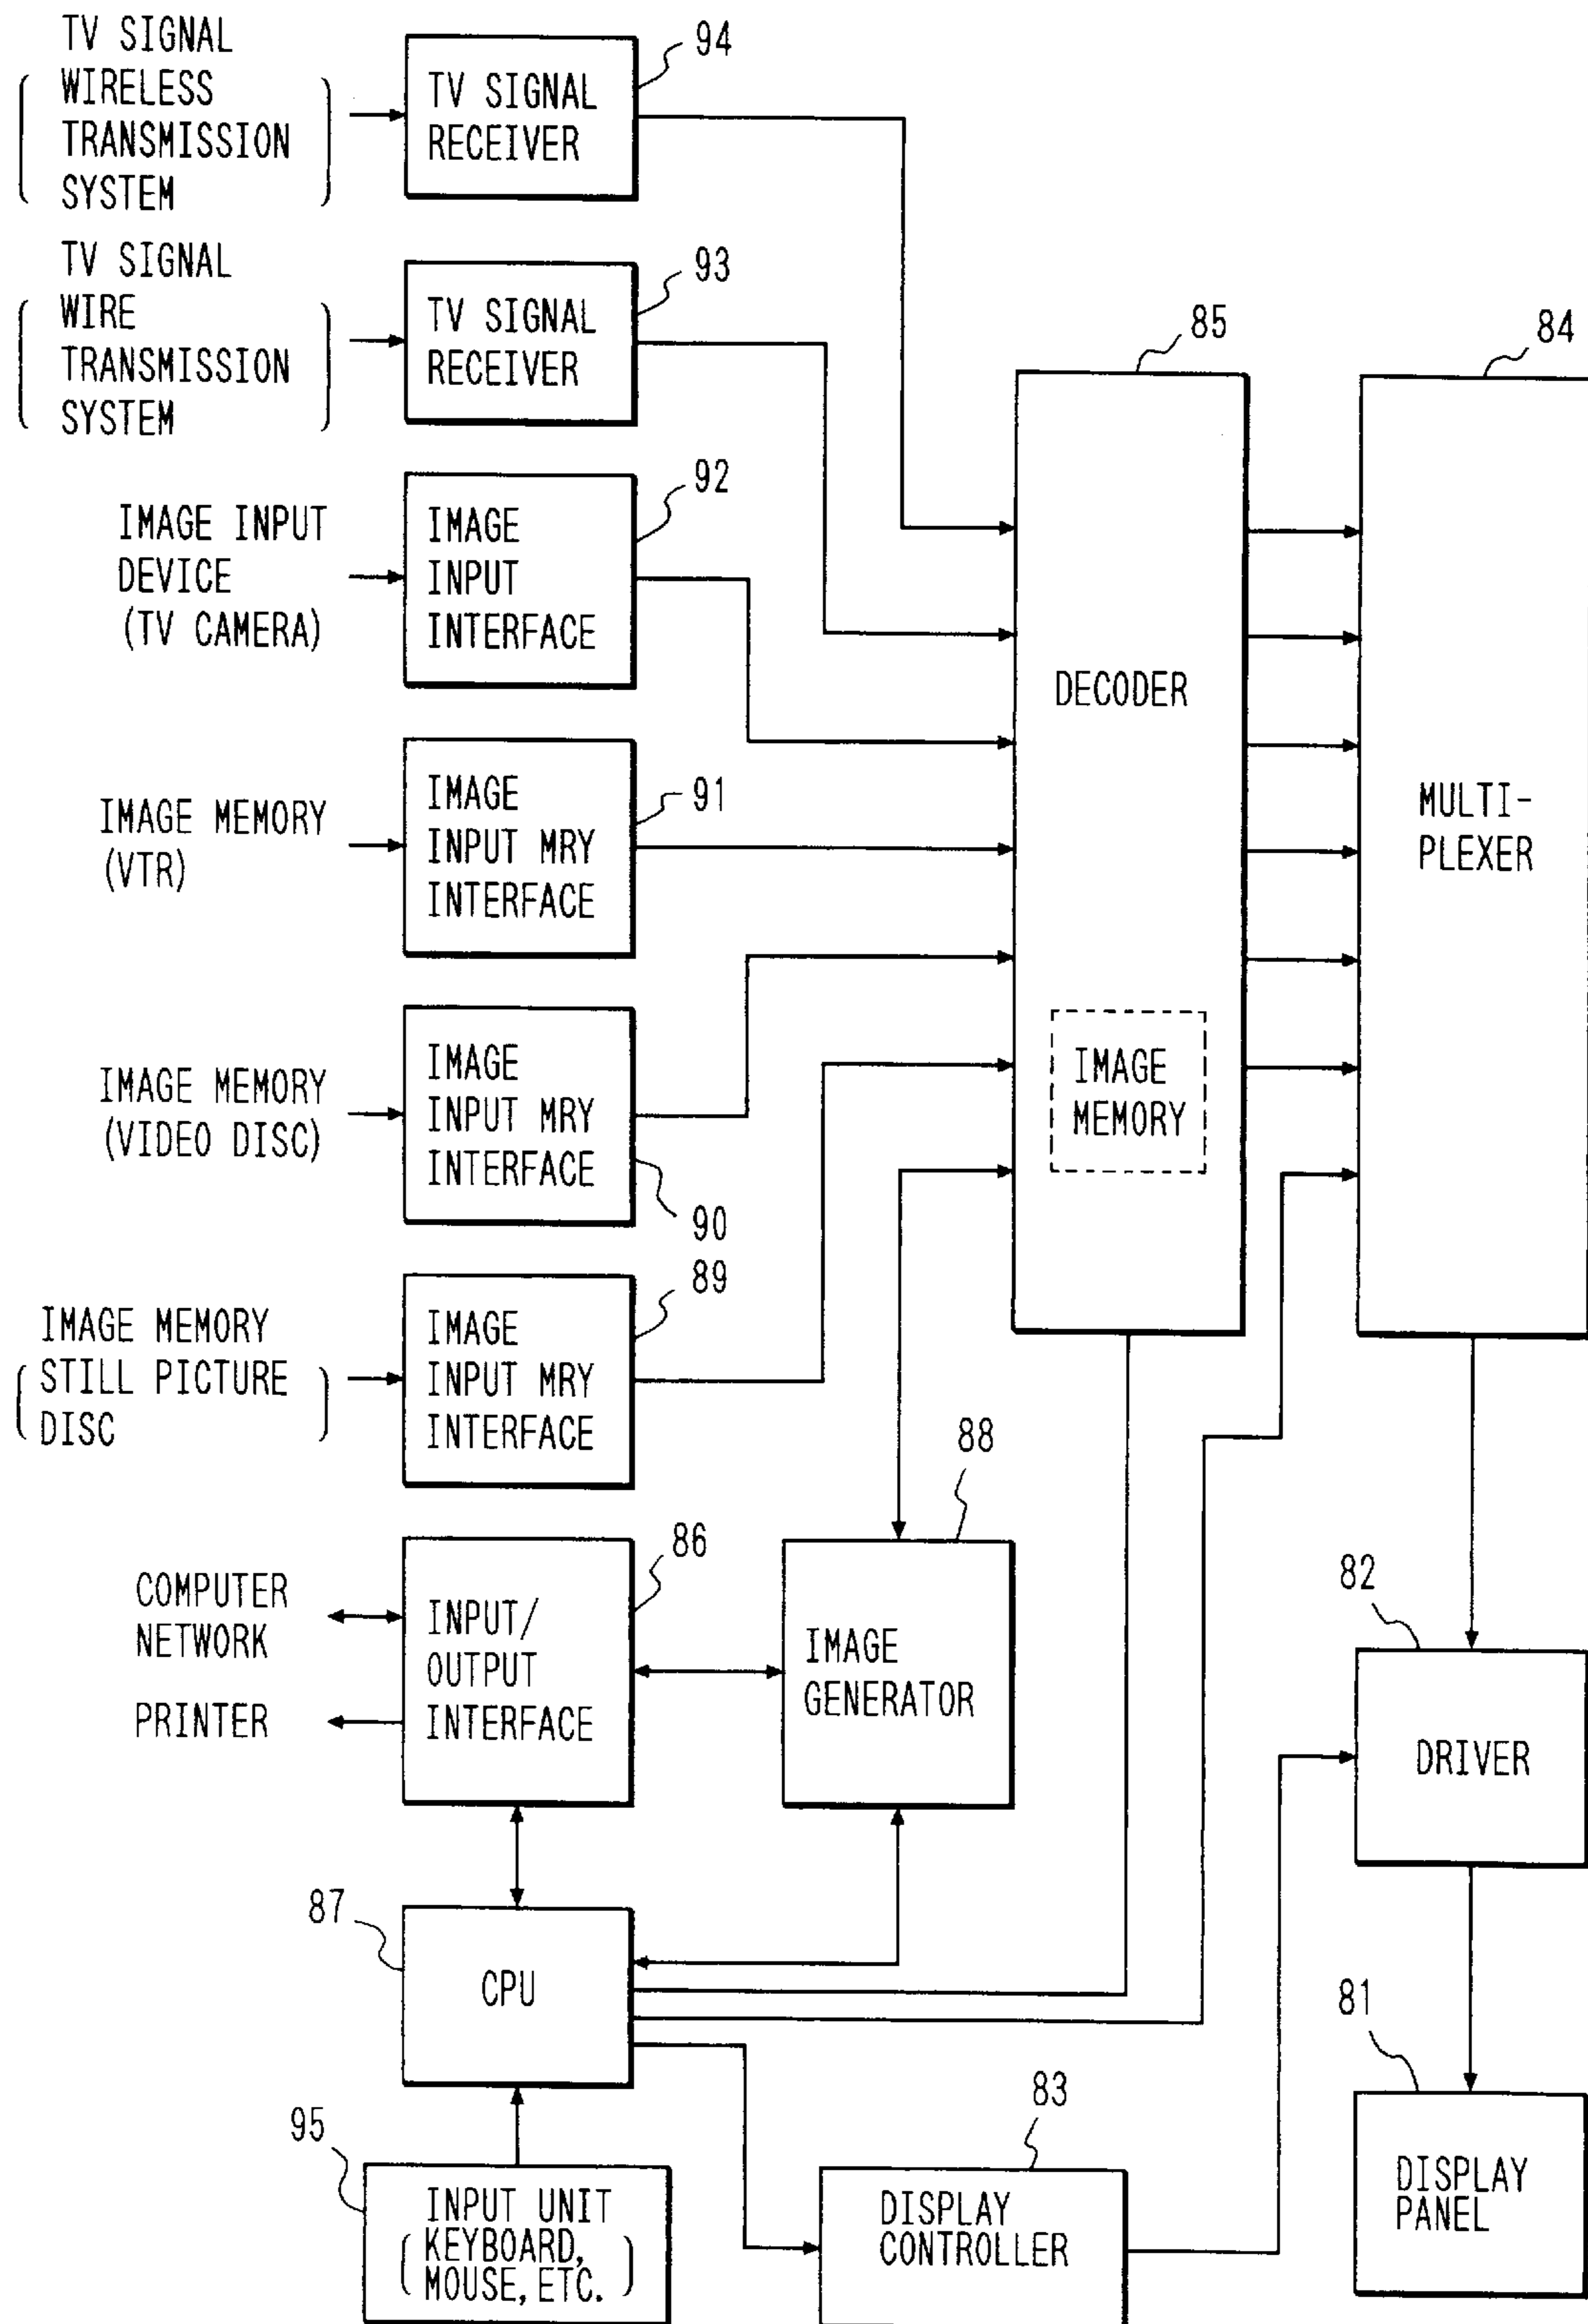 TV SIGNAL
WIRELESS
TRANSMISSION
SYSTEM
TV SIGNAL
RECEIVER
94
TV SIGNAL
WIRE
TRANSMISSION
SYSTEM
TV SIGNAL
RECEIVER
93
IMAGE INPUT
DEVICE
(TV CAMERA)
IMAGE
INPUT
INTERFACE
92
IMAGE MEMORY
(VTR)
IMAGE
INPUT MRY
INTERFACE
91
IMAGE MEMORY
(VIDEO DISC)
IMAGE
INPUT MRY
INTERFACE
90
IMAGE MEMORY
STILL PICTURE
DISC
IMAGE
INPUT MRY
INTERFACE
89
85
DECODER
IMAGE
MEMORY
84
MULTI-
PLEXER
COMPUTER
NETWORK
PRINTER
86
INPUT/
OUTPUT
INTERFACE
88
IMAGE
GENERATOR
82
DRIVER
87
CPU
81
DISPLAY
PANEL
95
INPUT UNIT
KEYBOARD,
MOUSE, ETC.
83
DISPLAY
CONTROLLER